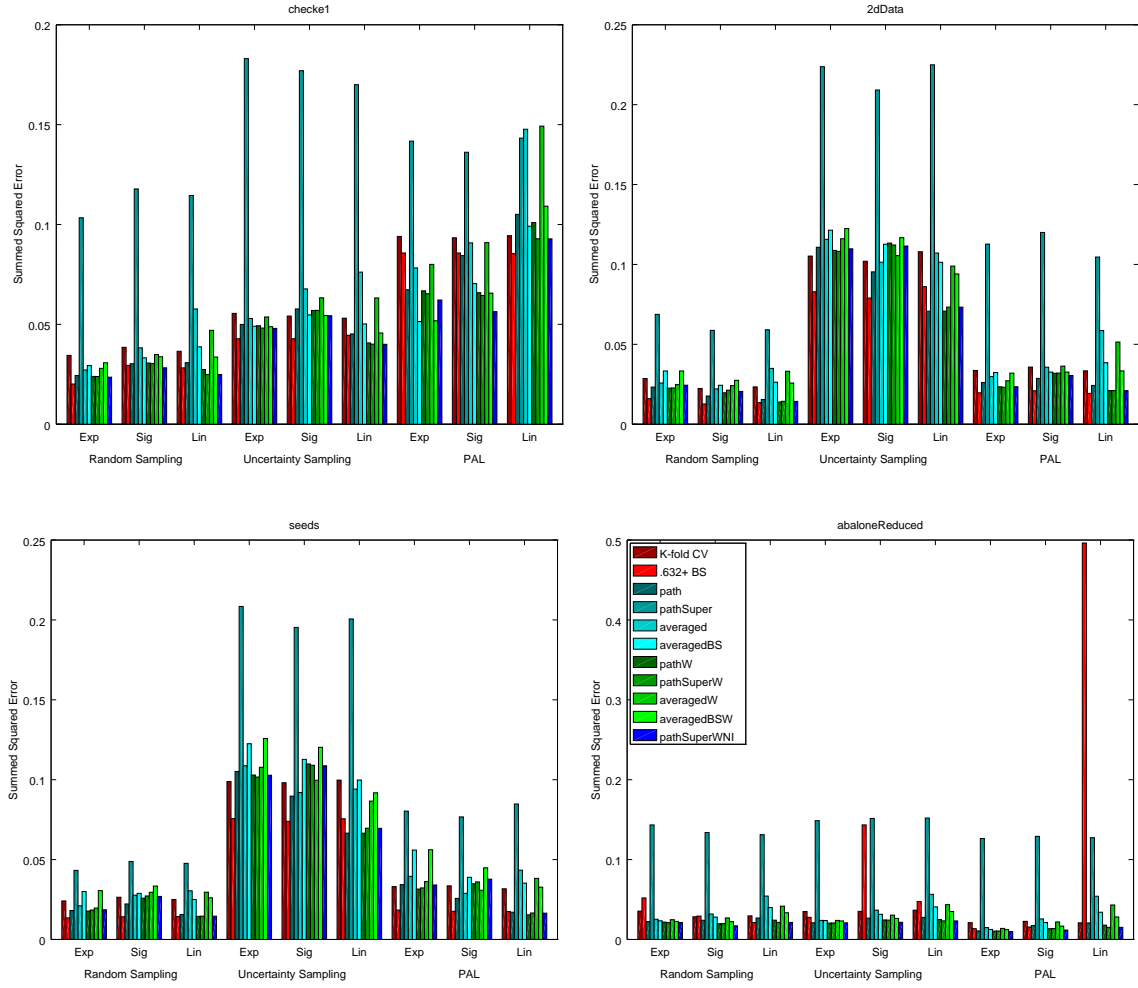 checke1
Summed Squared Error
0.2
0.15
0.1
0.05
0
Exp Sig Lin Exp Sig Lin Exp Sig Lin
Random Sampling Uncertainty Sampling PAL
2dData
Summed Squared Error
0.25
0.2
0.15
0.1
0.05
0
Exp Sig Lin Exp Sig Lin Exp Sig Lin
Random Sampling Uncertainty Sampling PAL
seeds
Summed Squared Error
0.25
0.2
0.15
0.1
0.05
0
Exp Sig Lin Exp Sig Lin Exp Sig Lin
Random Sampling Uncertainty Sampling PAL
abaloneReduced
Summed Squared Error
0.5
0.4
0.3
0.2
0.1
0
K-fold CV
.632+ BS
path
pathSuper
averaged
averagedBS
pathW
pathSuperW
averagedW
averagedBSW
pathSuperWNI
Exp Sig Lin Exp Sig Lin Exp Sig Lin
Random Sampling Uncertainty Sampling PAL